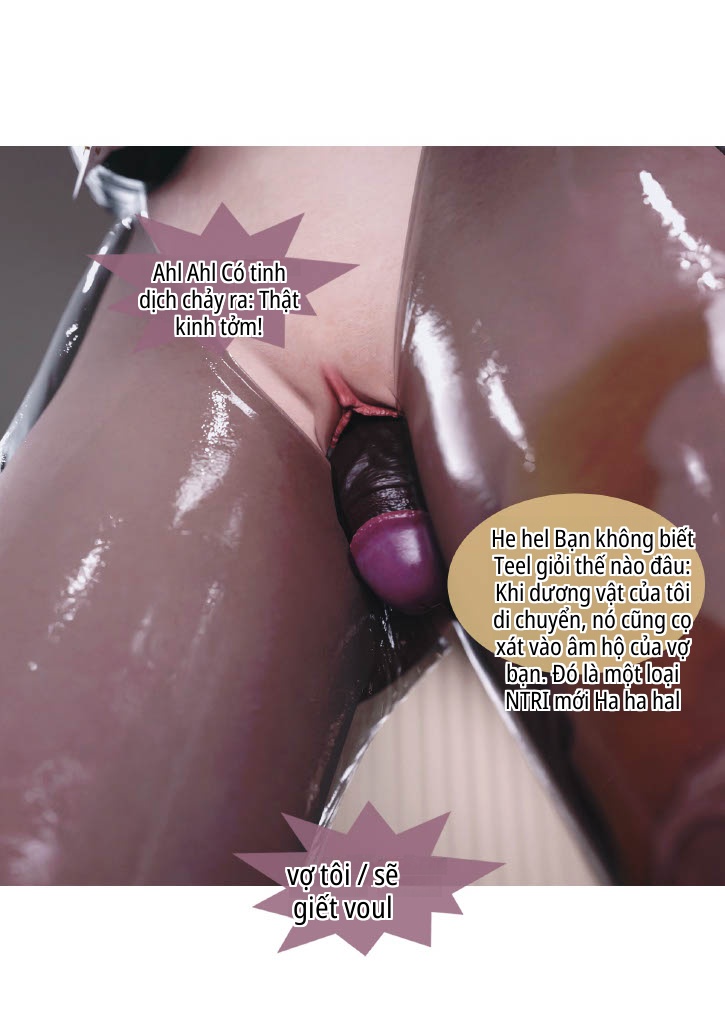 Ahl Ahl Có tinh
dịch chảy ra: Thật
kinh tởm!
He hel Bạn không biết
Teel giỏi thế nào đâu:
Khi dương vật của tôi
di chuyển, nó cũng cọ
xát vào âm hộ của vợ
bạn. Đó là một loại
NTRI mới Ha ha hal
vợ tôi / sẽ
giết voul